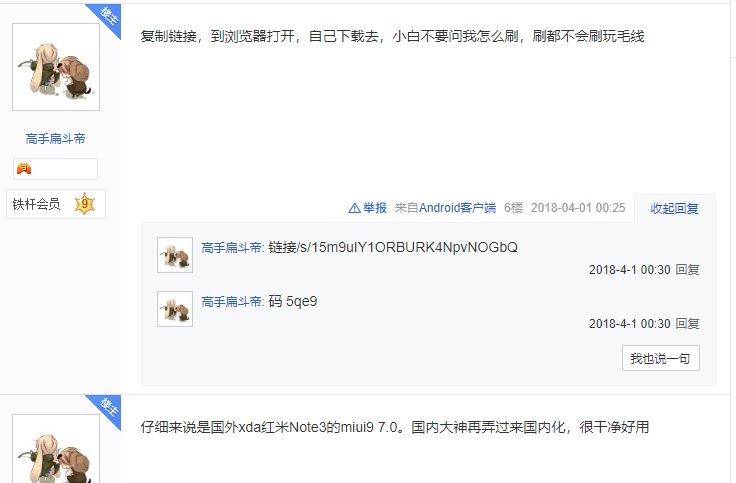 楼主
复制链接，到浏览器打开，自己下载去，小白不要问我怎么刷，刷都不会刷玩毛线
高手扁斗帝
铁杆会员 9
举报 来自Android客户端 6楼 2018-04-01 00:25 收起回复
高手扁斗帝: 链接/s/15m9uIY1ORBURK4NpvNOGbQ
2018-4-1 00:30 回复
高手扁斗帝: 码 5qe9
2018-4-1 00:30 回复
我也说一句
楼主
仔细来说是国外xda红米Note3的miui9 7.0。国内大神再弄过来国内化，很干净好用